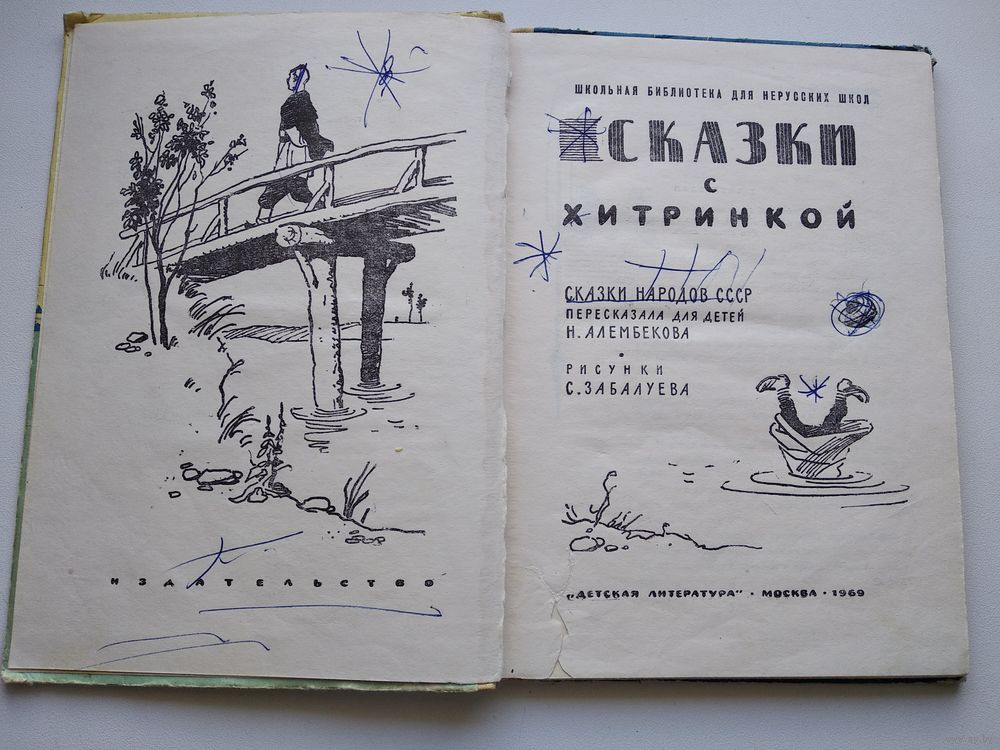 ИЗДАТЕЛЬСТВО
ШКОЛЬНАЯ БИБЛИОТЕКА ДЛЯ НЕРУССКИХ ШКОЛ
СКАЗКИ
С
ХИТРИНКОЙ
СКАЗКИ НАРОДОВ СССР
ПЕРЕСКАЗАЛА ДЛЯ ДЕТЕЙ
Н. АЛЕМБЕКОВА
РИСУНКИ
С. ЗАБАЛУЕВА
„ДЕТСКАЯ ЛИТЕРАТУРА" · МОСКВА · 1969